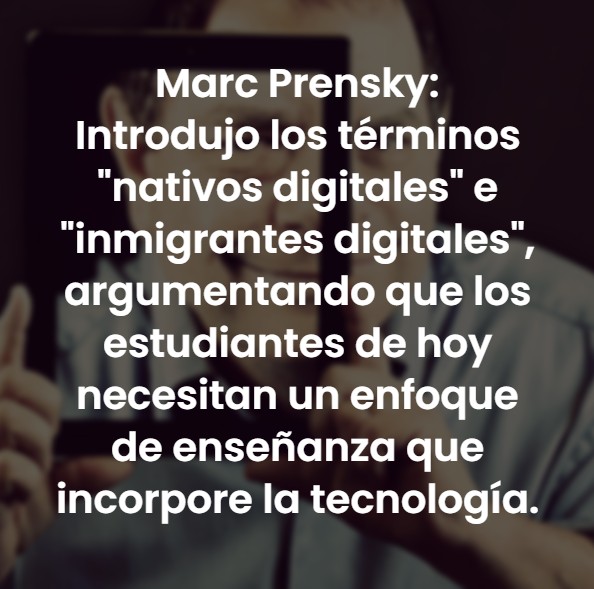 Marc Prensky:
Introdujo los términos
"nativos digitales" e
"inmigrantes digitales",
argumentando que los
estudiantes de hoy
necesitan un enfoque
de enseñanza que
incorpore la tecnología.